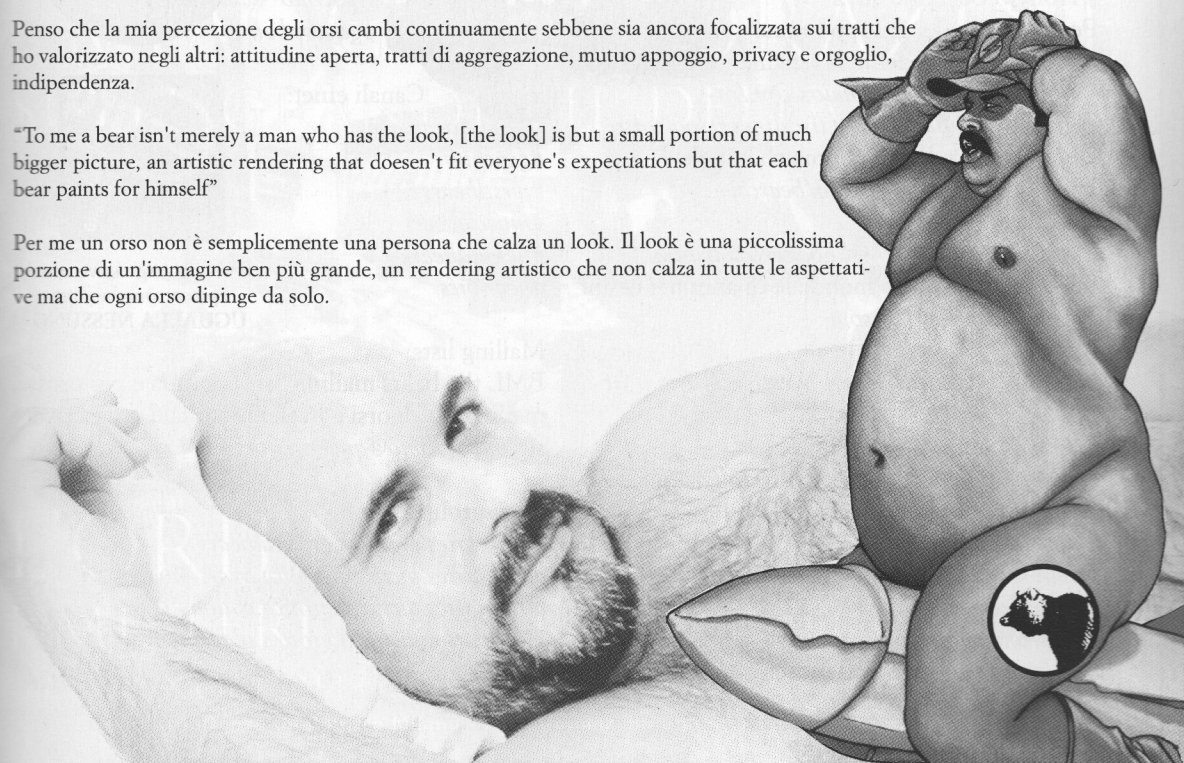 Penso che la mia percezione degli orsi cambi continuamente sebbene sia ancora focalizzata sui tratti che
ho valorizzato negli altri: attitudine aperta, tratti di aggregazione, mutuo appoggio, privacy e orgoglio,
indipendenza.
“To me a bear isn't merely a man who has the look, [the look] is but a small portion of much
bigger picture, an artistic rendering that doesen't fit everyone's expectiations but that each
bear paints for himself”
Per me un orso non è semplicemente una persona che calza un look. Il look è una piccolissima
porzione di un'immagine ben più grande, un rendering artistico che non calza in tutte le aspettati-
ve ma che ogni orso dipinge da solo.